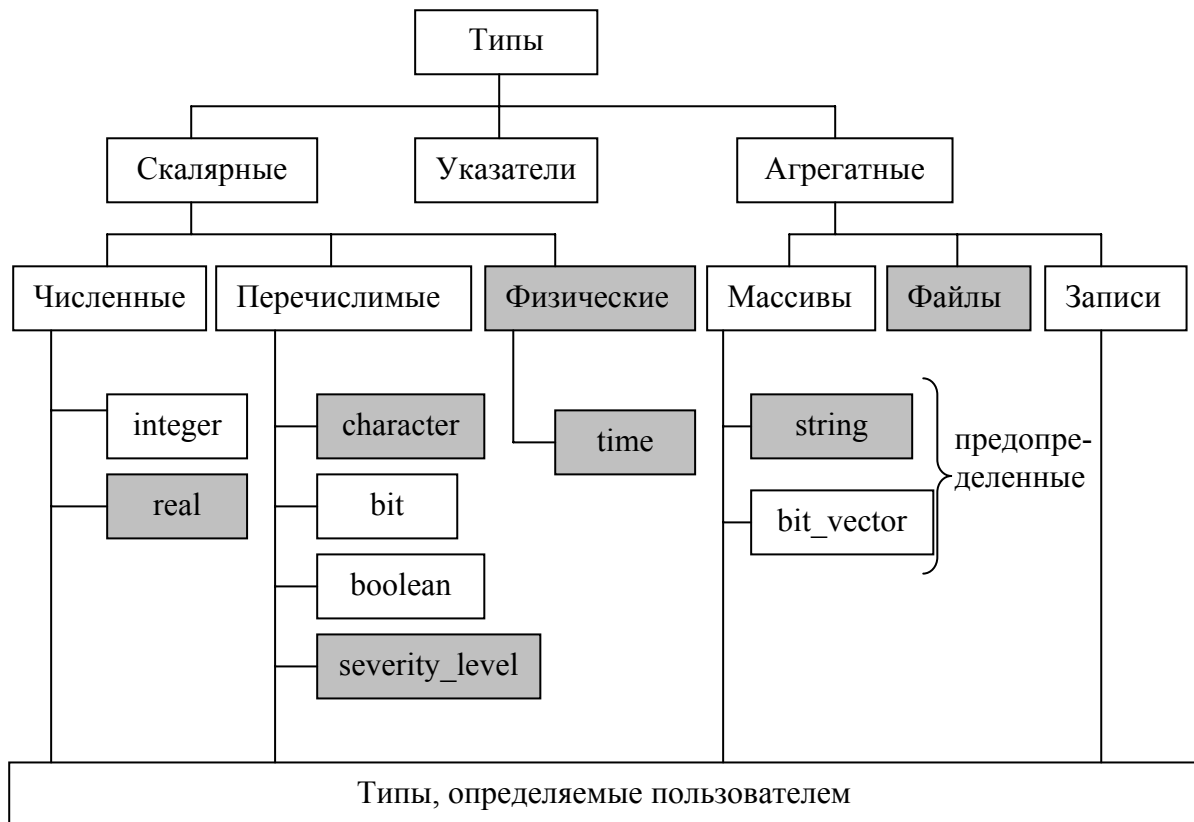 Типы
Скалярные
Указатели
Агрегатные
Численные
Перечислимые
Физические
Массивы
Файлы
Записи
integer
character
time
string
предопре-
деленные
real
bit
bit_vector
boolean
severity_level
Типы, определяемые пользователем